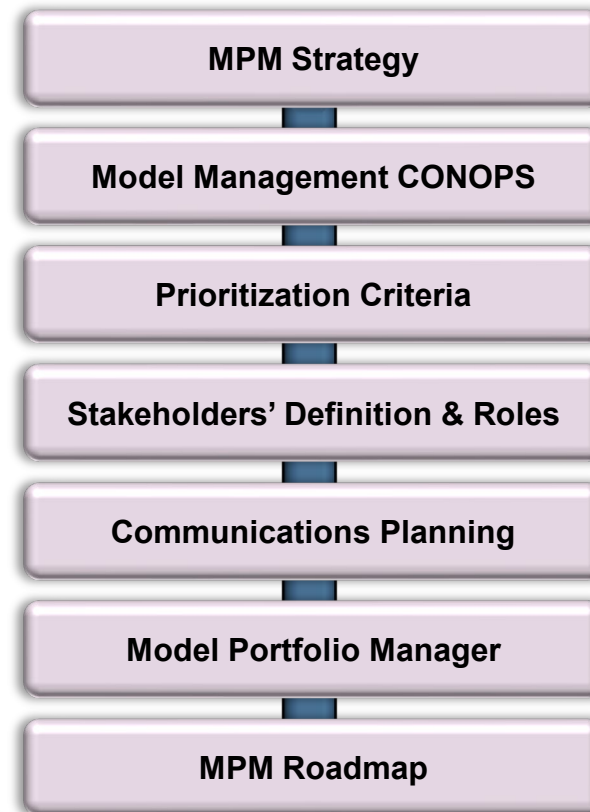 MPM Strategy
Model Management CONOPS
Prioritization Criteria
Stakeholders’ Definition & Roles
Communications Planning
Model Portfolio Manager
MPM Roadmap